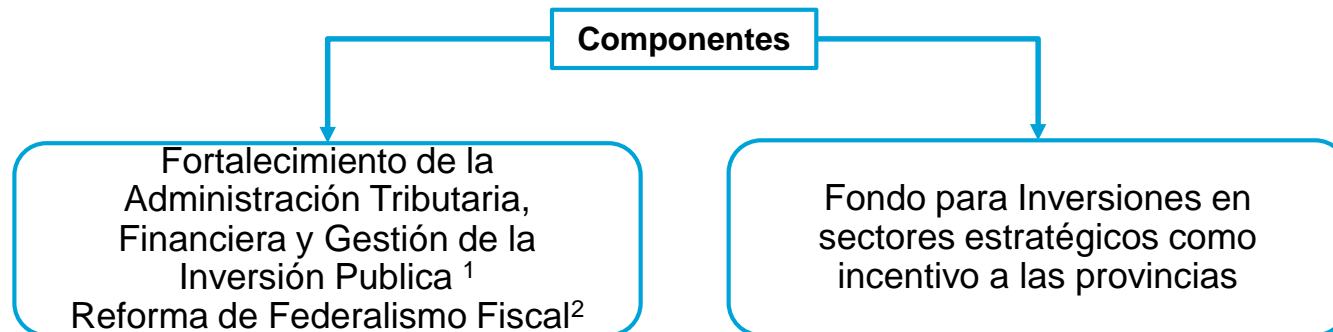 Componentes
Fortalecimiento de la
Administración Tributaria,
Financiera y Gestión de la
Inversión Publica ¹
Reforma de Federalismo Fiscal²
Fondo para Inversiones en
sectores estratégicos como
incentivo a las provincias